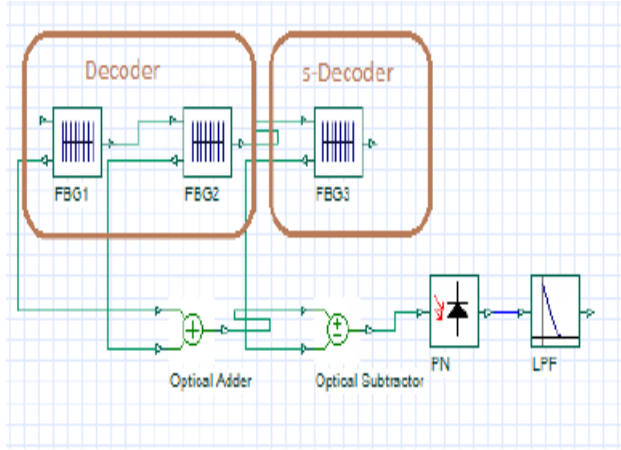 Decoder
s-Decoder
FBG1
FBG2
FBG3
PN
LPF
Optical Adder
Optical Subtractor